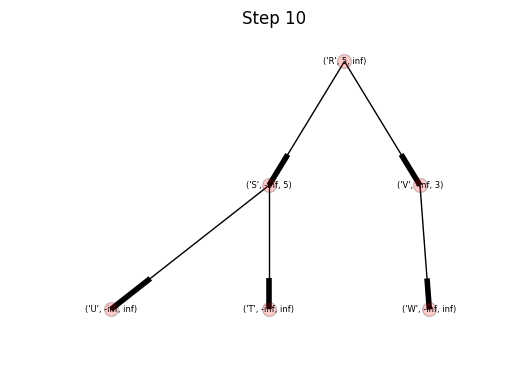 Step 10
('R', 5, inf)
('S', -inf, 5)
('V', -inf, 3)
('U', -inf, inf)
('T', -inf, inf)
('W', -inf, inf)